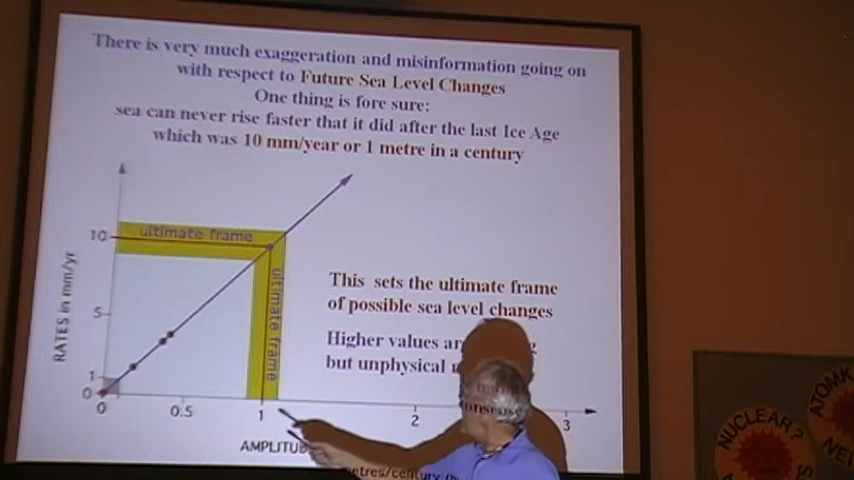 There is very much exaggeration and misinformation going on
with respect to Future Sea Level Changes
One thing is fore sure:
sea can never rise faster that it did after the last Ice Age
which was 10 mm/year or 1 metre in a century
10
ultimate frame
ultimate frame
This sets the ultimate frame
of possible sea level changes
RATES in mm/yr
5
Higher values
but unphysical
nonsens
1
0
0
0.5
1
2
3
metres/century
NUCLEAR?
ATOMK